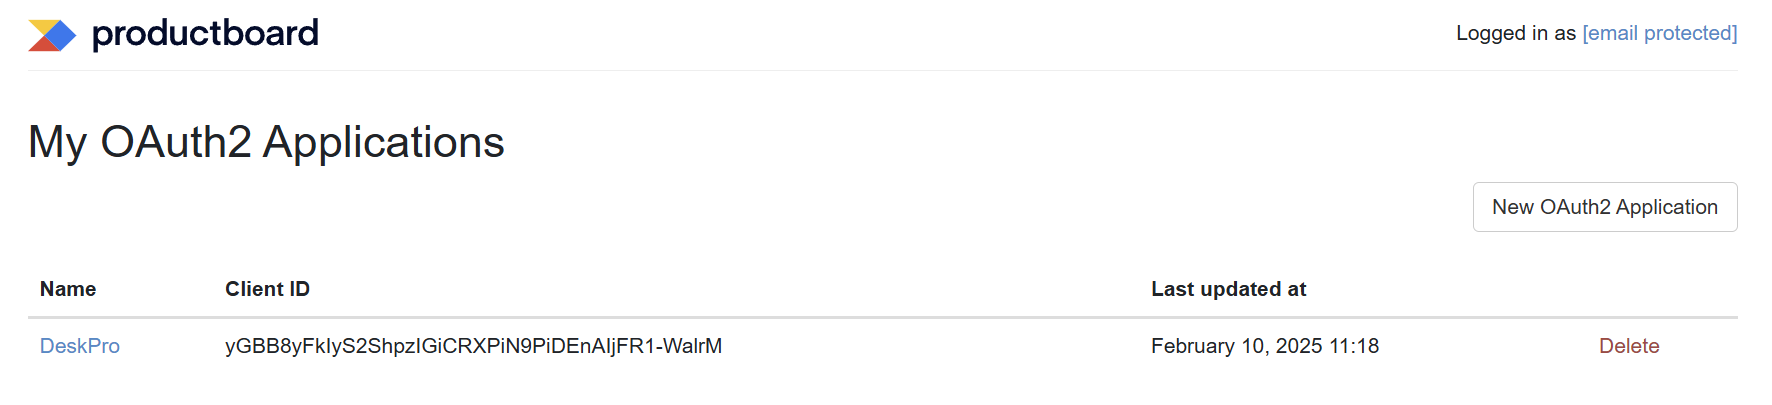 productboard
Logged in as [email protected]
My OAuth2 Applications
New OAuth2 Application
Name Client ID Last updated at
DeskPro yGBB8yFkIyS2ShpzIGiCRXPiN9PiDEnAIjFR1-WalrM February 10, 2025 11:18 Delete